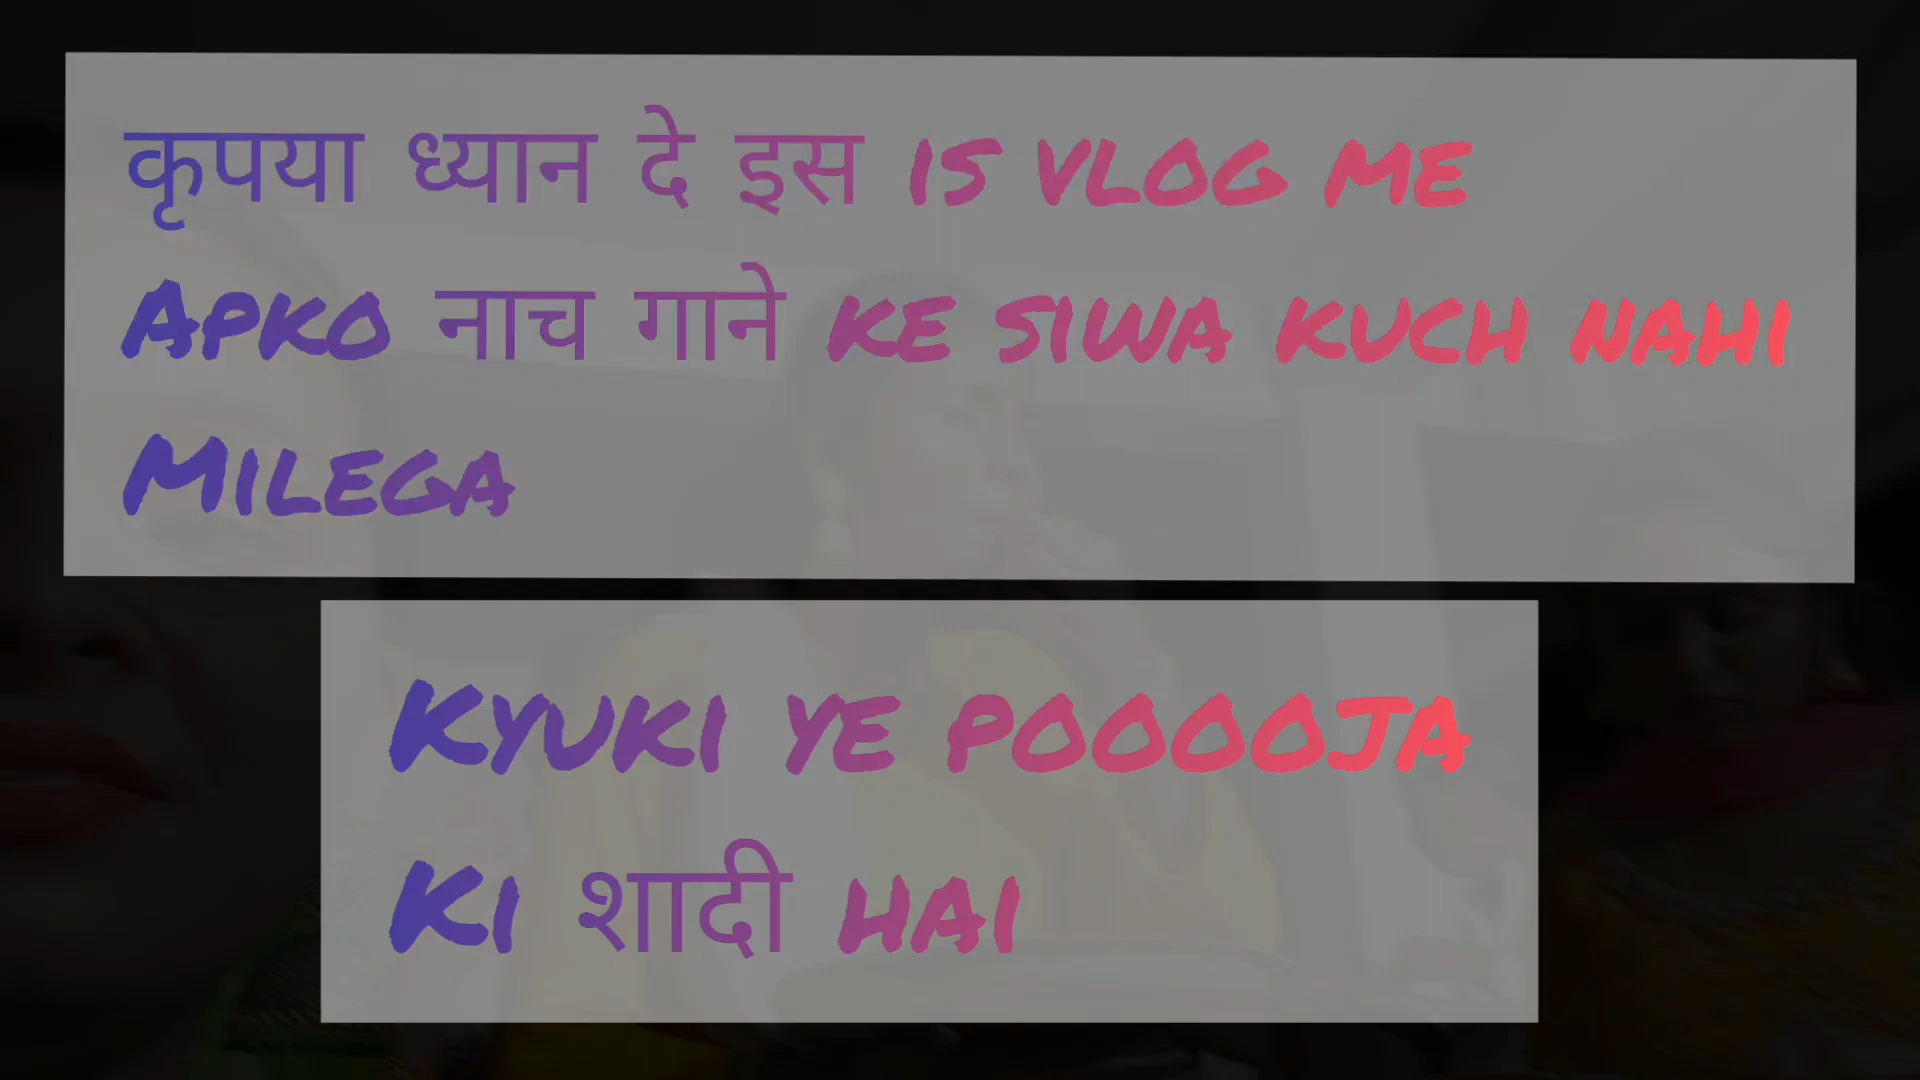 कृपया ध्यान दे इस is vlog me
Apko नाच गाने ke siwa kuch nahi
Milega
Kyuki ye pooooja
Ki शादी hai